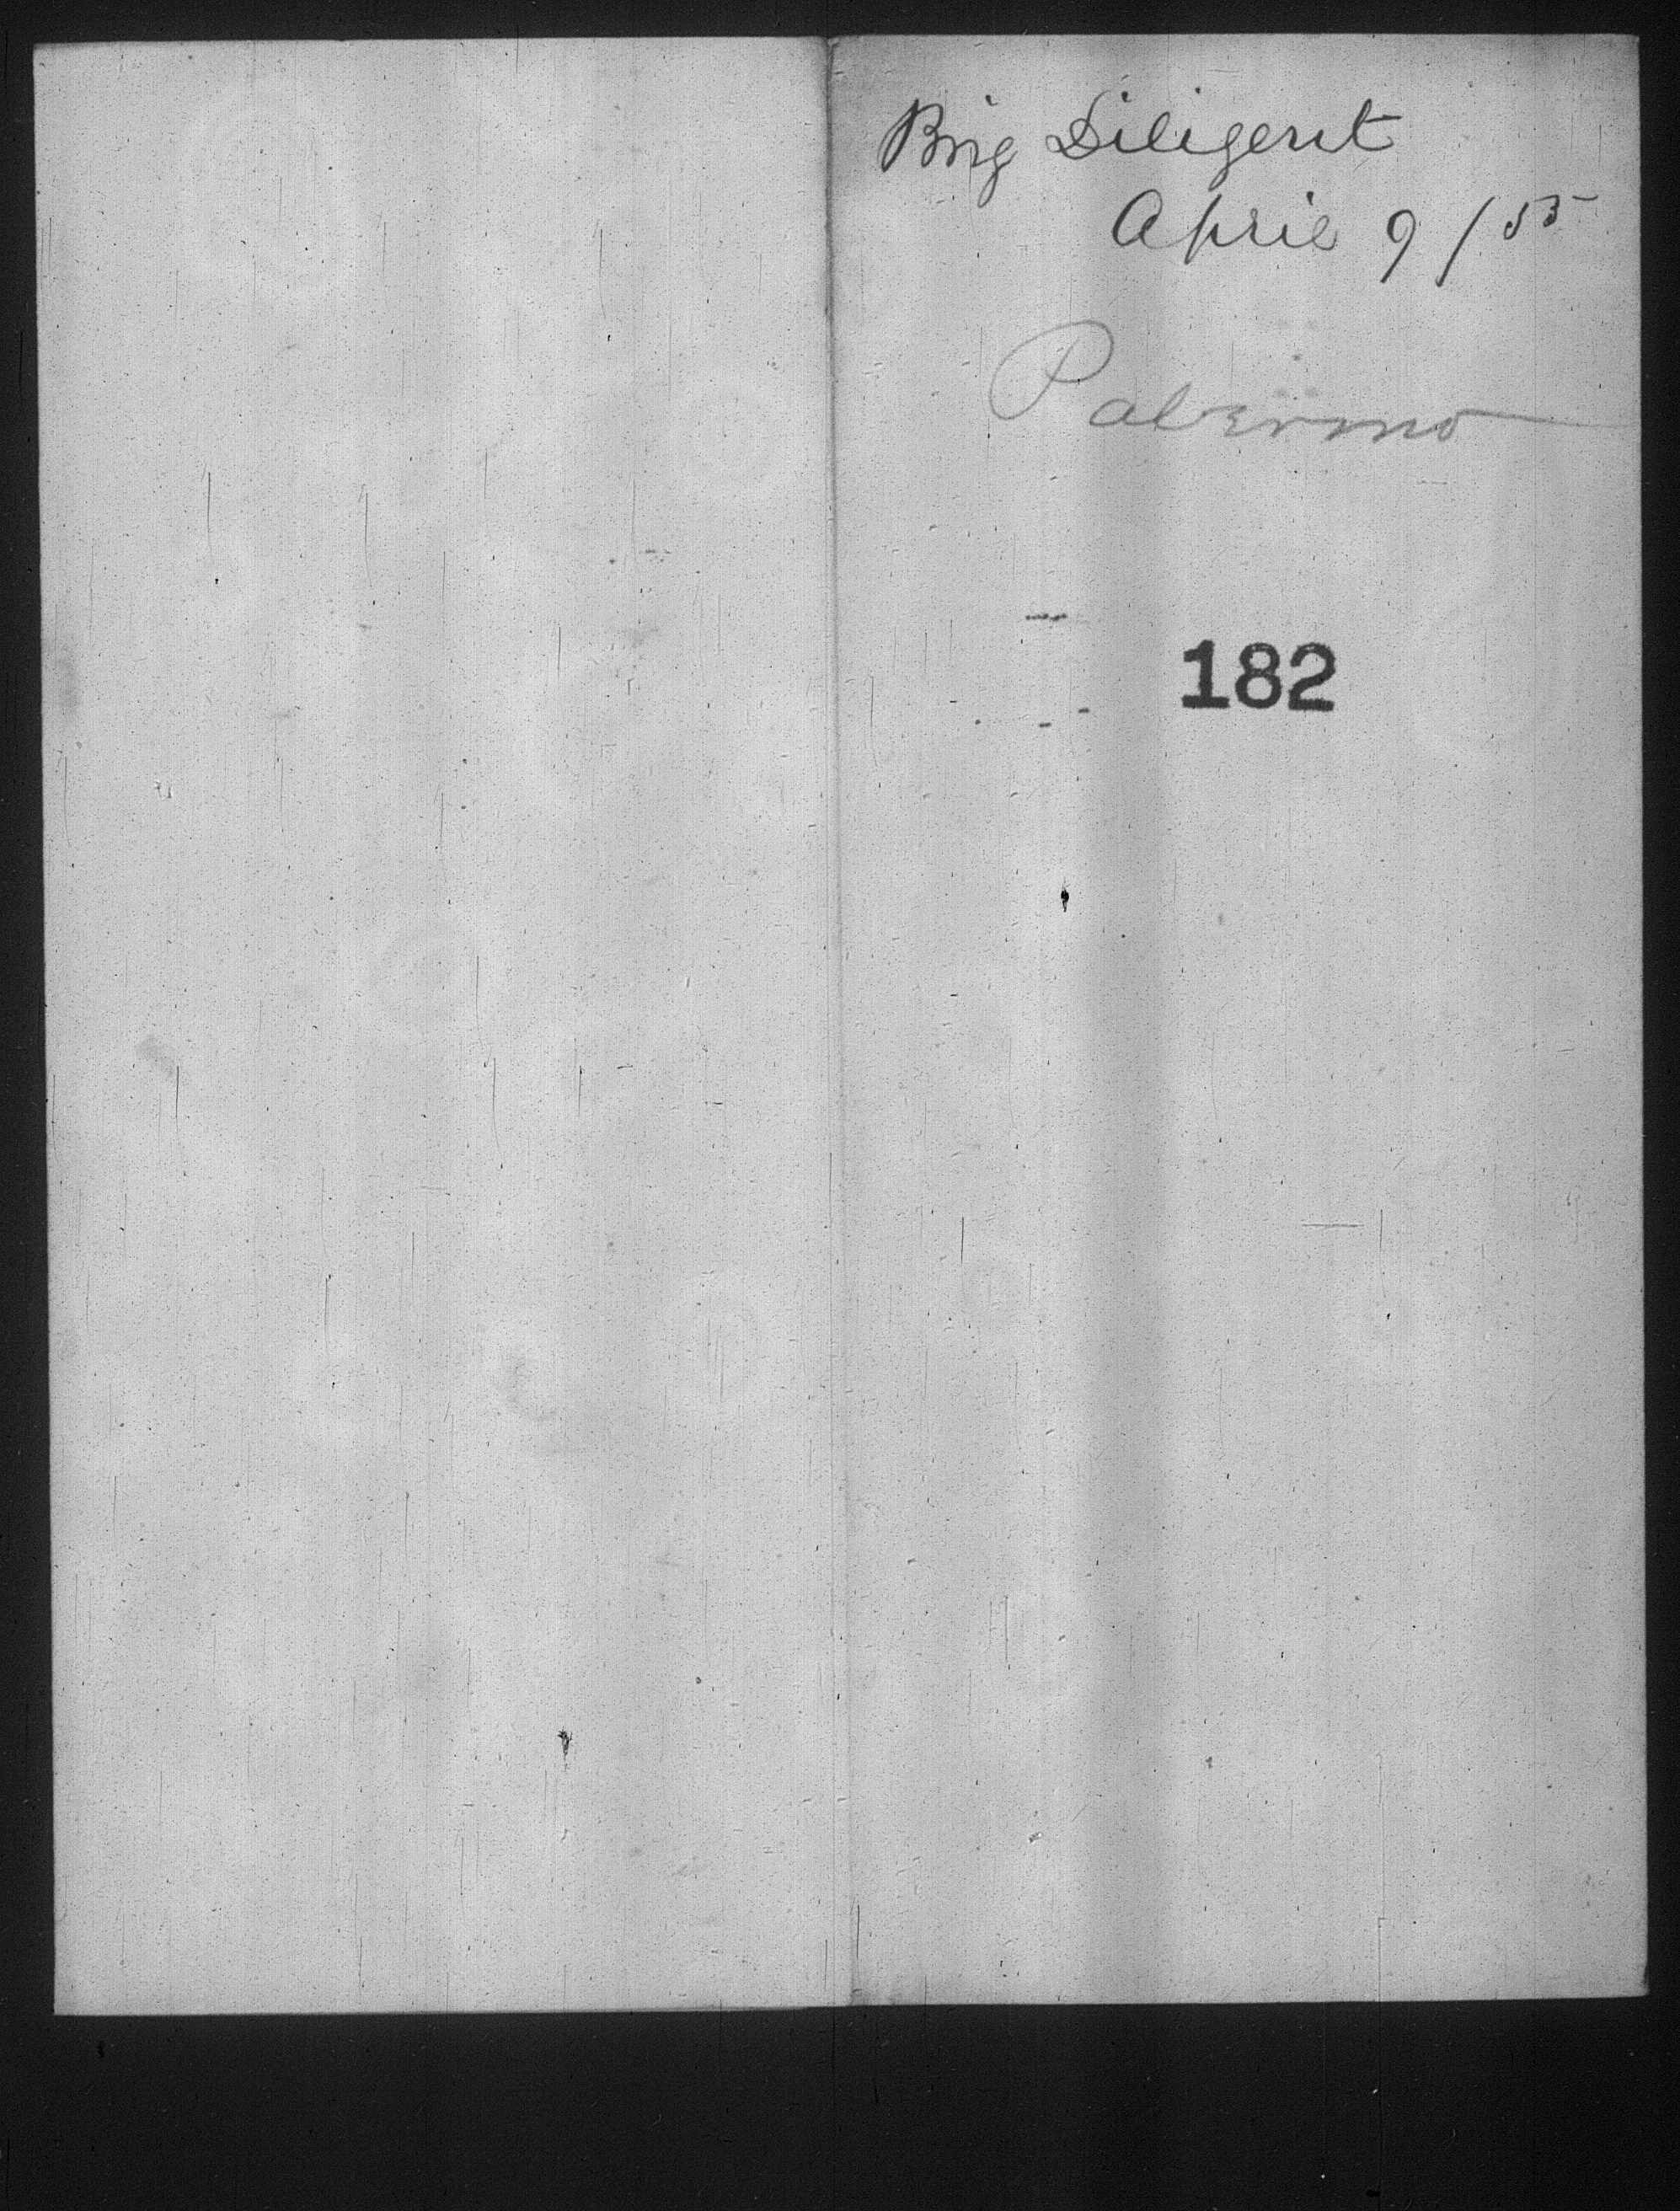 Brig Diligent
April 9 / 55
Palermo
182